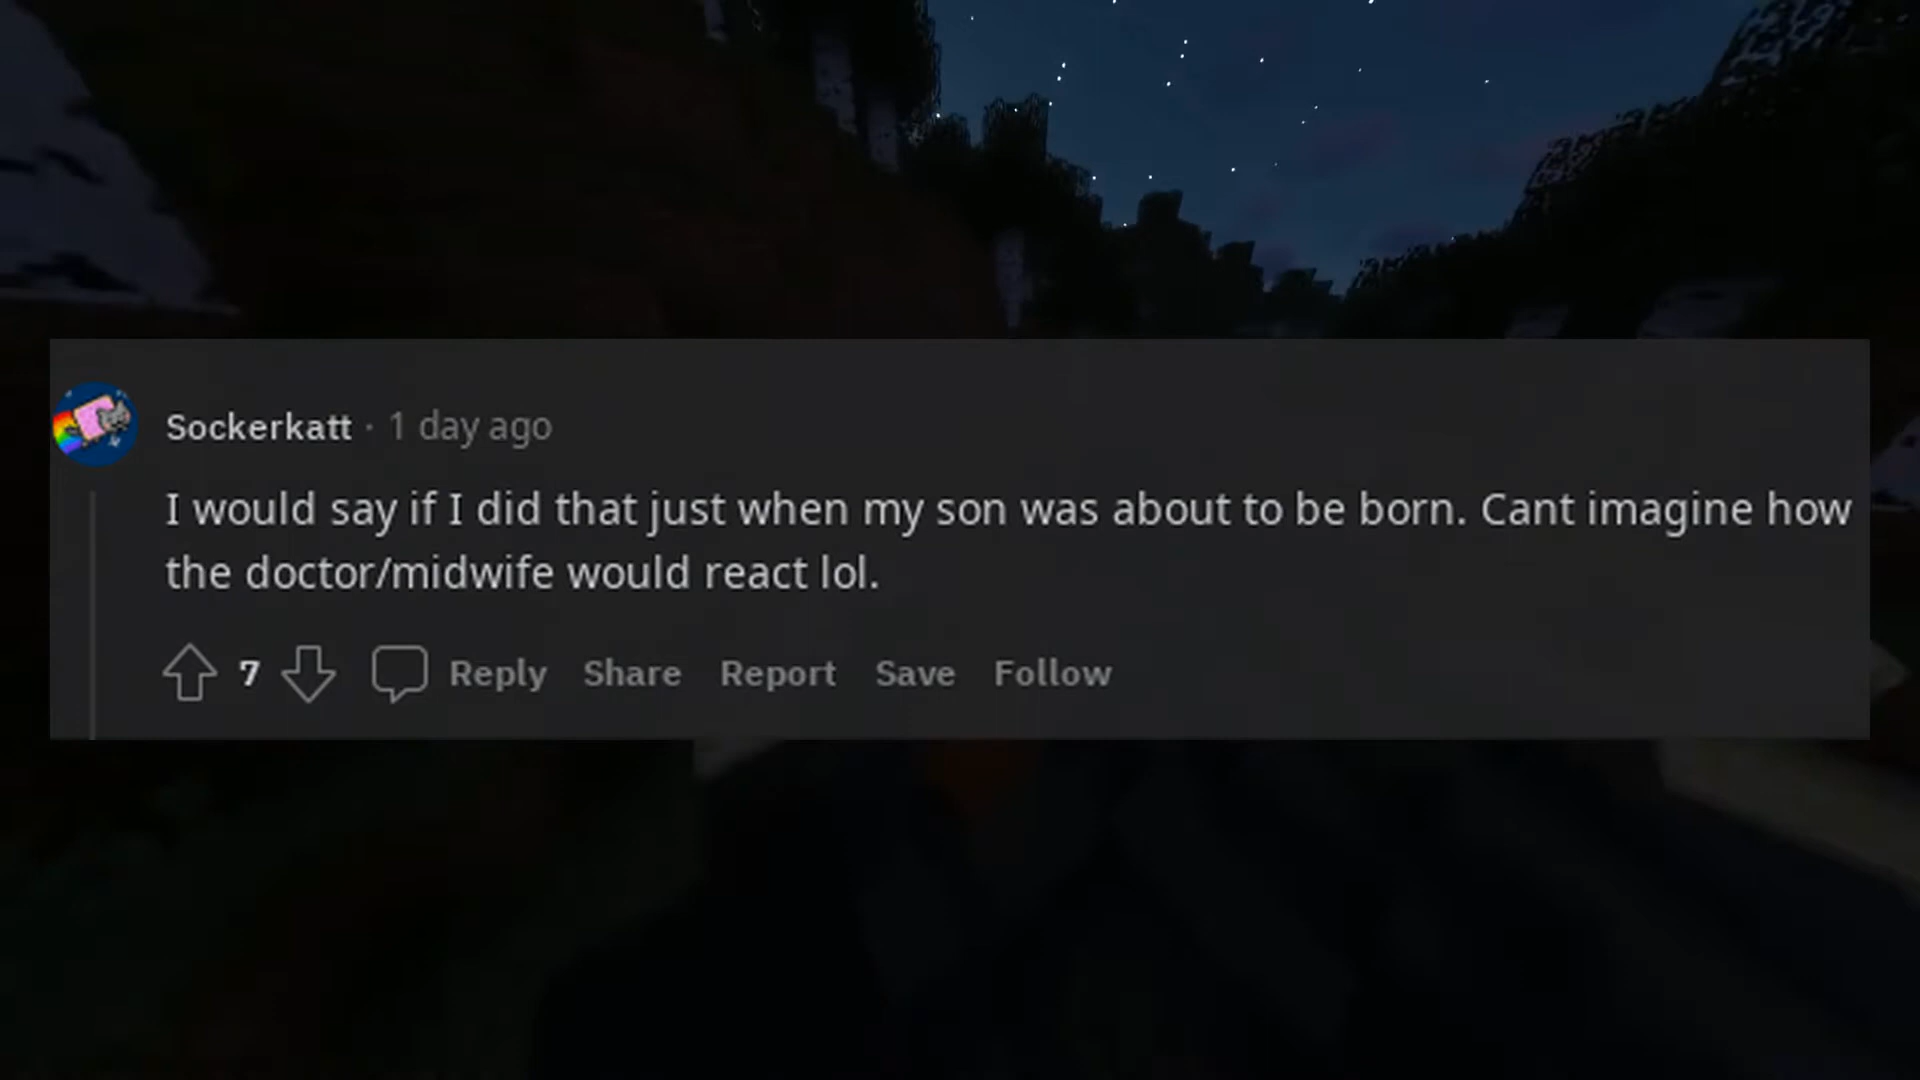 Sockerkatt · 1 day ago
I would say if I did that just when my son was about to be born. Cant imagine how
the doctor/midwife would react lol.
7 Reply Share Report Save Follow